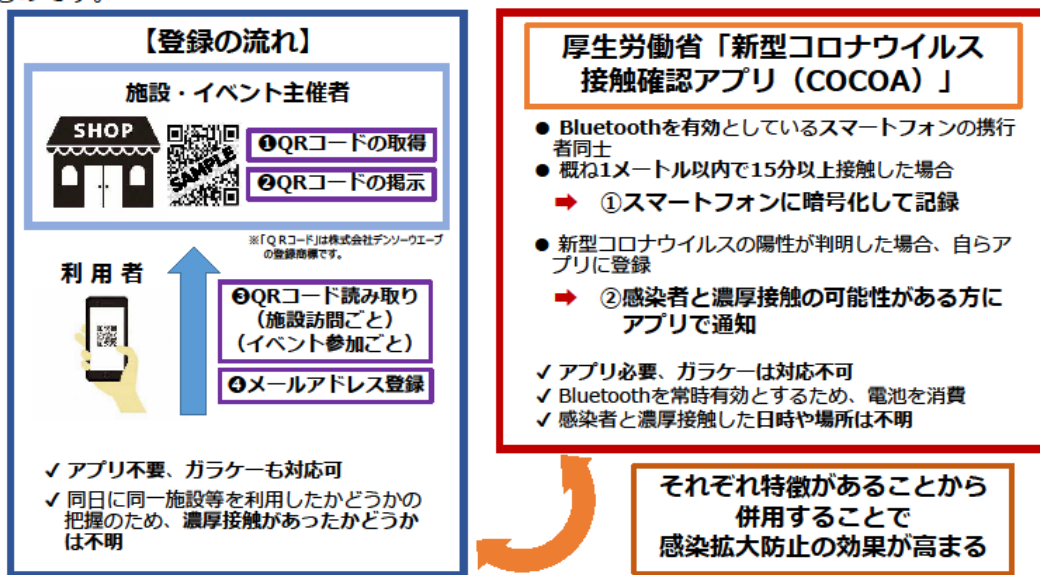 【登録の流れ】
施設・イベント主催者
SHOP
SAMPLE
❶QRコードの取得
❷QRコードの掲示
※「QRコード」は株式会社デンソーウエーブ
の登録商標です。
利用者
❸QRコード読み取り
（施設訪問ごと）
（イベント参加ごと）
❹メールアドレス登録
✓ アプリ不要、ガラケーも対応可
✓ 同日に同一施設等を利用したかどうかの
把握のため、濃厚接触があったかどうか
は不明
厚生労働省「新型コロナウイルス
接触確認アプリ（COCOA）」
● Bluetoothを有効としているスマートフォンの携行
者同士
● 概ね1メートル以内で15分以上接触した場合
➡ ①スマートフォンに暗号化して記録
● 新型コロナウイルスの陽性が判明した場合、自らア
プリに登録
➡ ②感染者と濃厚接触の可能性がある方に
アプリで通知
✓ アプリ必要、ガラケーは対応不可
✓ Bluetoothを常時有効とするため、電池を消費
✓ 感染者と濃厚接触した日時や場所は不明
それぞれ特徴があることから
併用することで
感染拡大防止の効果が高まる